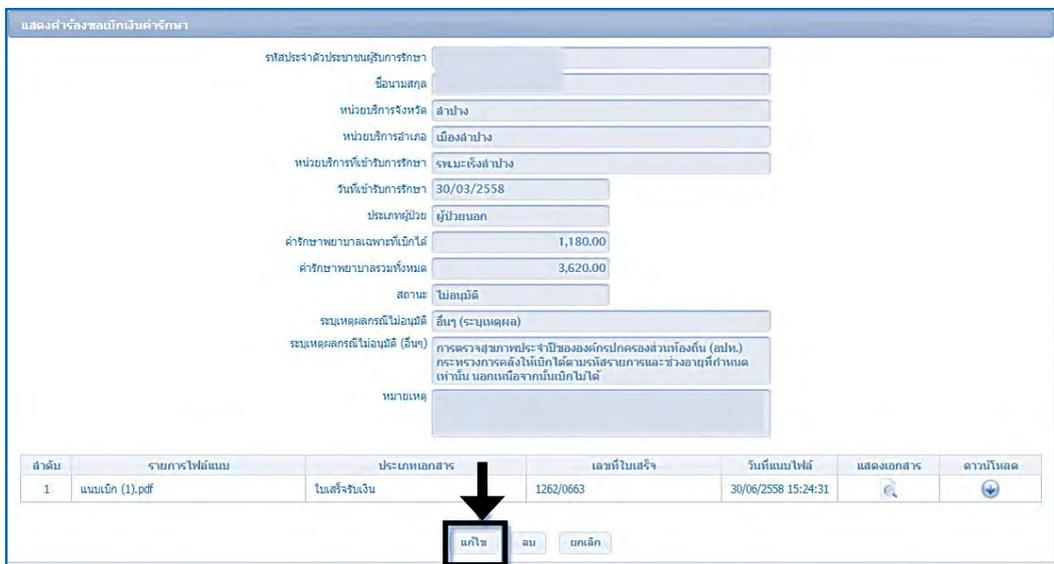 แสดงคำร้องขอเบิกเงินค่ารักษา
รหัสประจำตัวประชาชนผู้รับการรักษา
ชื่อนามสกุล
หน่วยบริการจังหวัด ลำปาง
หน่วยบริการอำเภอ เมืองลำปาง
หน่วยบริการที่เข้ารับการรักษา รพ.มะเร็งลำปาง
วันที่เข้ารับการรักษา 30/03/2558
ประเภทผู้ป่วย ผู้ป่วยนอก
ค่ารักษาพยาบาลเฉพาะที่เบิกได้ 1,180.00
ค่ารักษาพยาบาลรวมทั้งหมด 3,620.00
สถานะ ไม่อนุมัติ
ระบุเหตุผลกรณีไม่อนุมัติ อื่นๆ (ระบุเหตุผล)
ระบุเหตุผลกรณีไม่อนุมัติ (อื่นๆ) การตรวจสุขภาพประจำปีขององค์กรปกครองส่วนท้องถิ่น (อปท.)
กระทรวงการคลังให้เบิกได้ตามรหัสรายการและช่วงอายุที่กำหนด
เท่านั้น นอกเหนือจากนั้นเบิกไม่ได้
หมายเหตุ
ลำดับ รายการไฟล์แนบ ประเภทเอกสาร เลขที่ใบเสร็จ วันที่แนบไฟล์ แสดงเอกสาร ดาวน์โหลด
1 แนบเบิก (1).pdf ใบเสร็จรับเงิน 1262/0663 30/06/2558 15:24:31
แก้ไข ลบ ยกเลิก